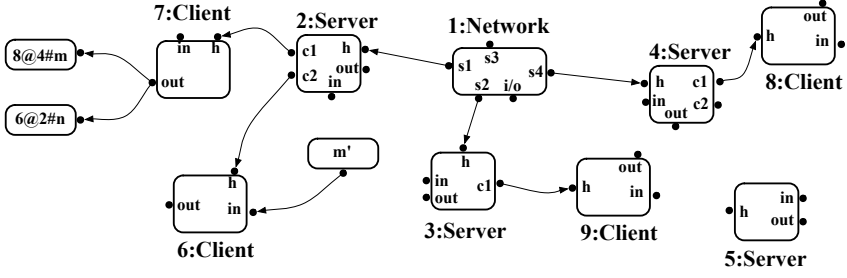 7:Client
8@4#m
6@2#n
in
h
out
2:Server
c1
c2
h
out
in
1:Network
s1
s3
s2
i/o
s4
4:Server
h
in
out
c1
c2
out
h
in
8:Client
m'
h
out
in
6:Client
h
in
out
c1
3:Server
out
h
in
9:Client
h
in
out
5:Server